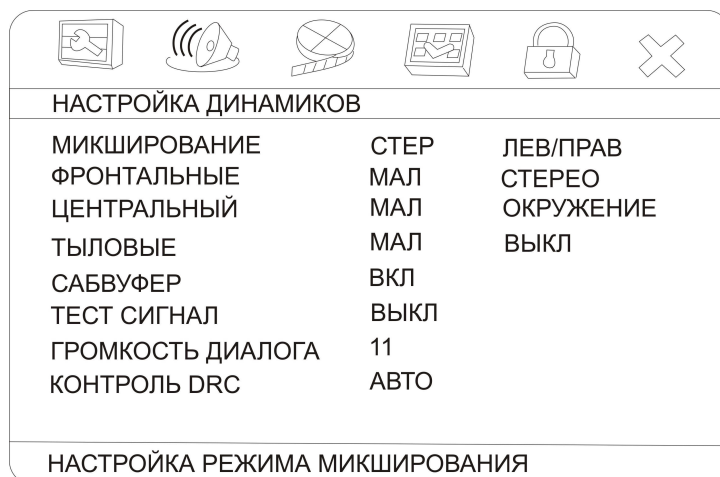 НАСТРОЙКА ДИНАМИКОВ
МИКШИРОВАНИЕ СТЕР ЛЕВ/ПРАВ
ФРОНТАЛЬНЫЕ МАЛ СТЕРЕО
ЦЕНТРАЛЬНЫЙ МАЛ ОКРУЖЕНИЕ
ТЫЛОВЫЕ МАЛ ВЫКЛ
САБВУФЕР ВКЛ
ТЕСТ СИГНАЛ ВЫКЛ
ГРОМКОСТЬ ДИАЛОГА 11
КОНТРОЛЬ DRC АВТО
НАСТРОЙКА РЕЖИМА МИКШИРОВАНИЯ